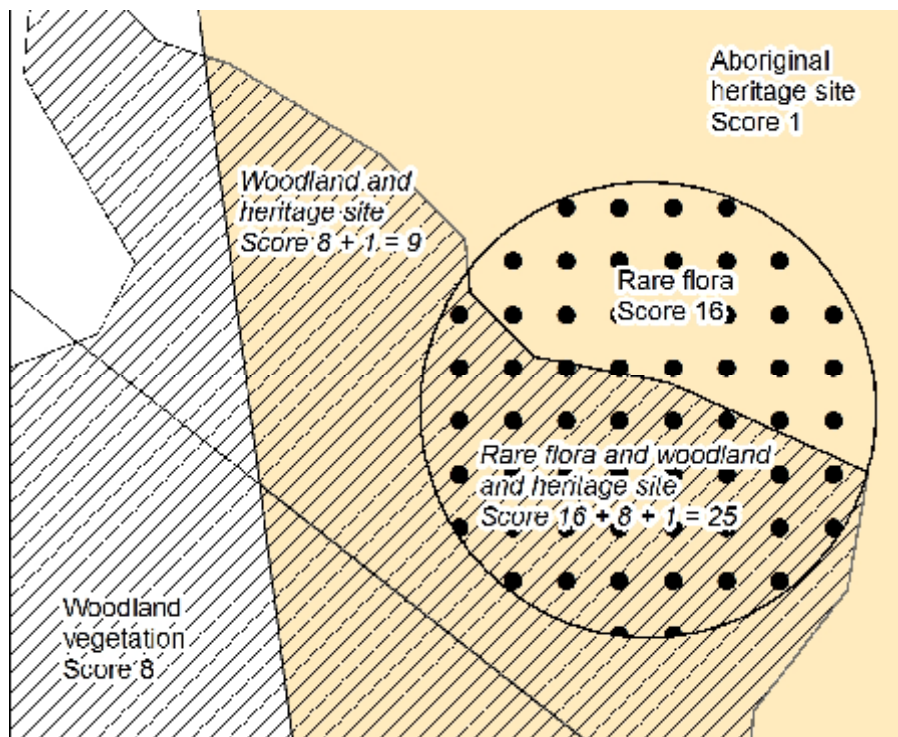 Aboriginal
heritage site
Score 1
Woodland and
heritage site
Score 8 + 1 = 9
Rare flora
Score 16
Rare flora and woodland
and heritage site
Score 16 + 8 + 1 = 25
Woodland
vegetation
Score 8